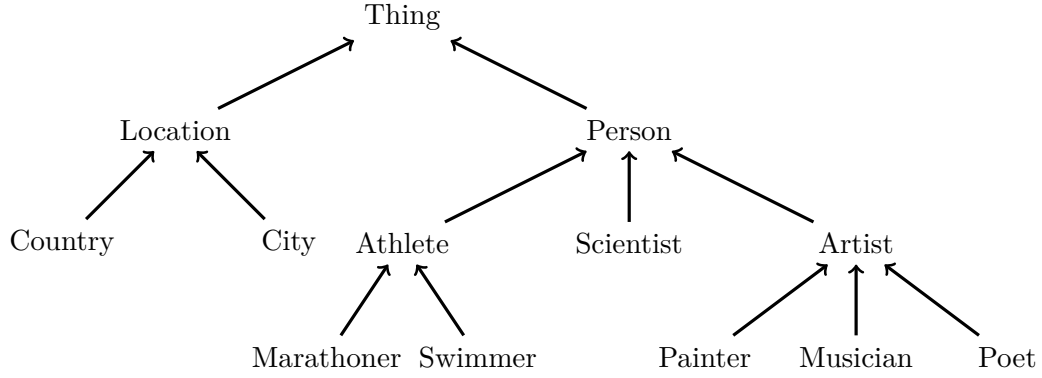 Thing
Location Person
Country City Athlete Scientist Artist
Marathoner Swimmer Painter Musician Poet